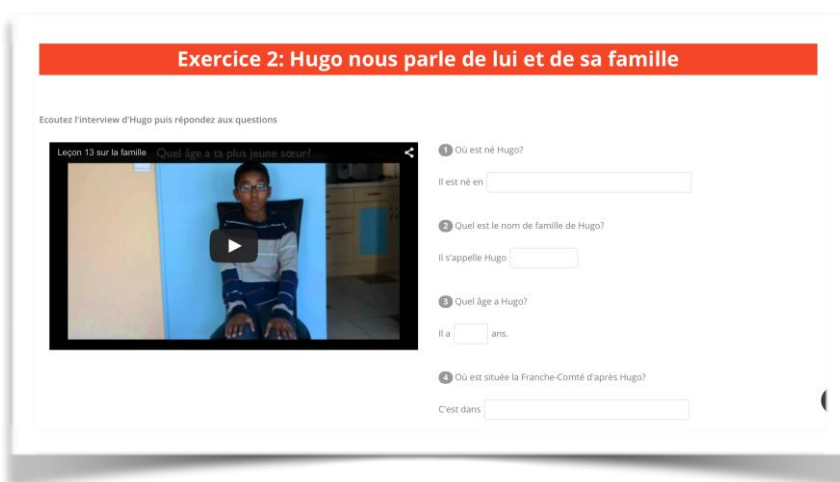 Exercice 2: Hugo nous parle de lui et de sa famille
Ecoutez l'interview d'Hugo puis répondez aux questions
Leçon 13 sur la famille
Quel âge a ta plus jeune sœur?
1 Où est né Hugo?
Il est né en
2 Quel est le nom de famille de Hugo?
Il s'appelle Hugo
3 Quel âge a Hugo?
Il a ans.
4 Où est située la Franche-Comté d'après Hugo?
C'est dans